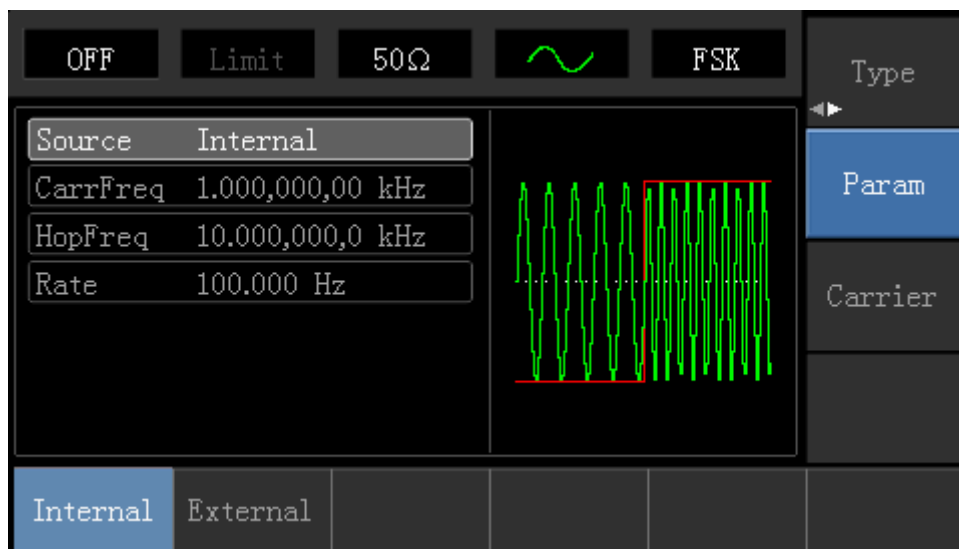 OFF Limit 50Ω FSK Type
Source Internal
CarrFreq 1.000,000,00 kHz Param
HopFreq 10.000,000,0 kHz
Rate 100.000 Hz Carrier
Internal External